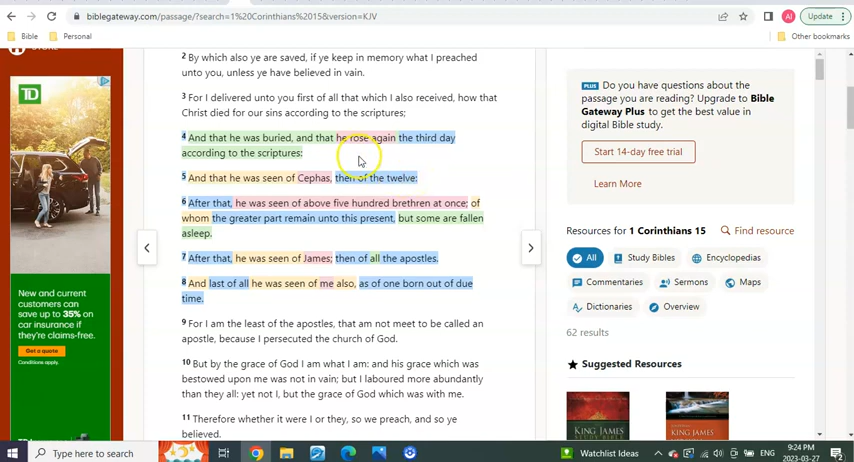 biblegateway.com/passage/?search=1%20Corinthians%2015&version=KJV
AI
Update
Bible
Personal
Other bookmarks
2 By which also ye are saved, if ye keep in memory what I preached
unto you, unless ye have believed in vain.
3 For I delivered unto you first of all that which I also received, how that
Christ died for our sins according to the scriptures;
4 And that he was buried, and that he rose again the third day
according to the scriptures:
5 And that he was seen of Cephas, then of the twelve:
6 After that, he was seen of above five hundred brethren at once; of
whom the greater part remain unto this present, but some are fallen
asleep.
7 After that, he was seen of James; then of all the apostles.
8 And last of all he was seen of me also, as of one born out of due
time.
9 For I am the least of the apostles, that am not meet to be called an
apostle, because I persecuted the church of God.
10 But by the grace of God I am what I am: and his grace which was
bestowed upon me was not in vain; but I laboured more abundantly
than they all: yet not I, but the grace of God which was with me.
11 Therefore whether it were I or they, so we preach, and so ye
believed.
TD
New and current
customers can
save up to 35% on
car insurance if
they're claims-free.
Get a quote
Conditions apply.
PLUS Do you have questions about the
passage you are reading? Upgrade to Bible
Gateway Plus to get the best value in
digital Bible study.
Start 14-day free trial
Learn More
Resources for 1 Corinthians 15
Find resource
All
Study Bibles
Encyclopedias
Commentaries
Sermons
Maps
Dictionaries
Overview
62 results
Suggested Resources
KING JAMES
KING JAMES
Type here to search
Watchlist Ideas
ENG
9:24 PM
2023-03-27
2